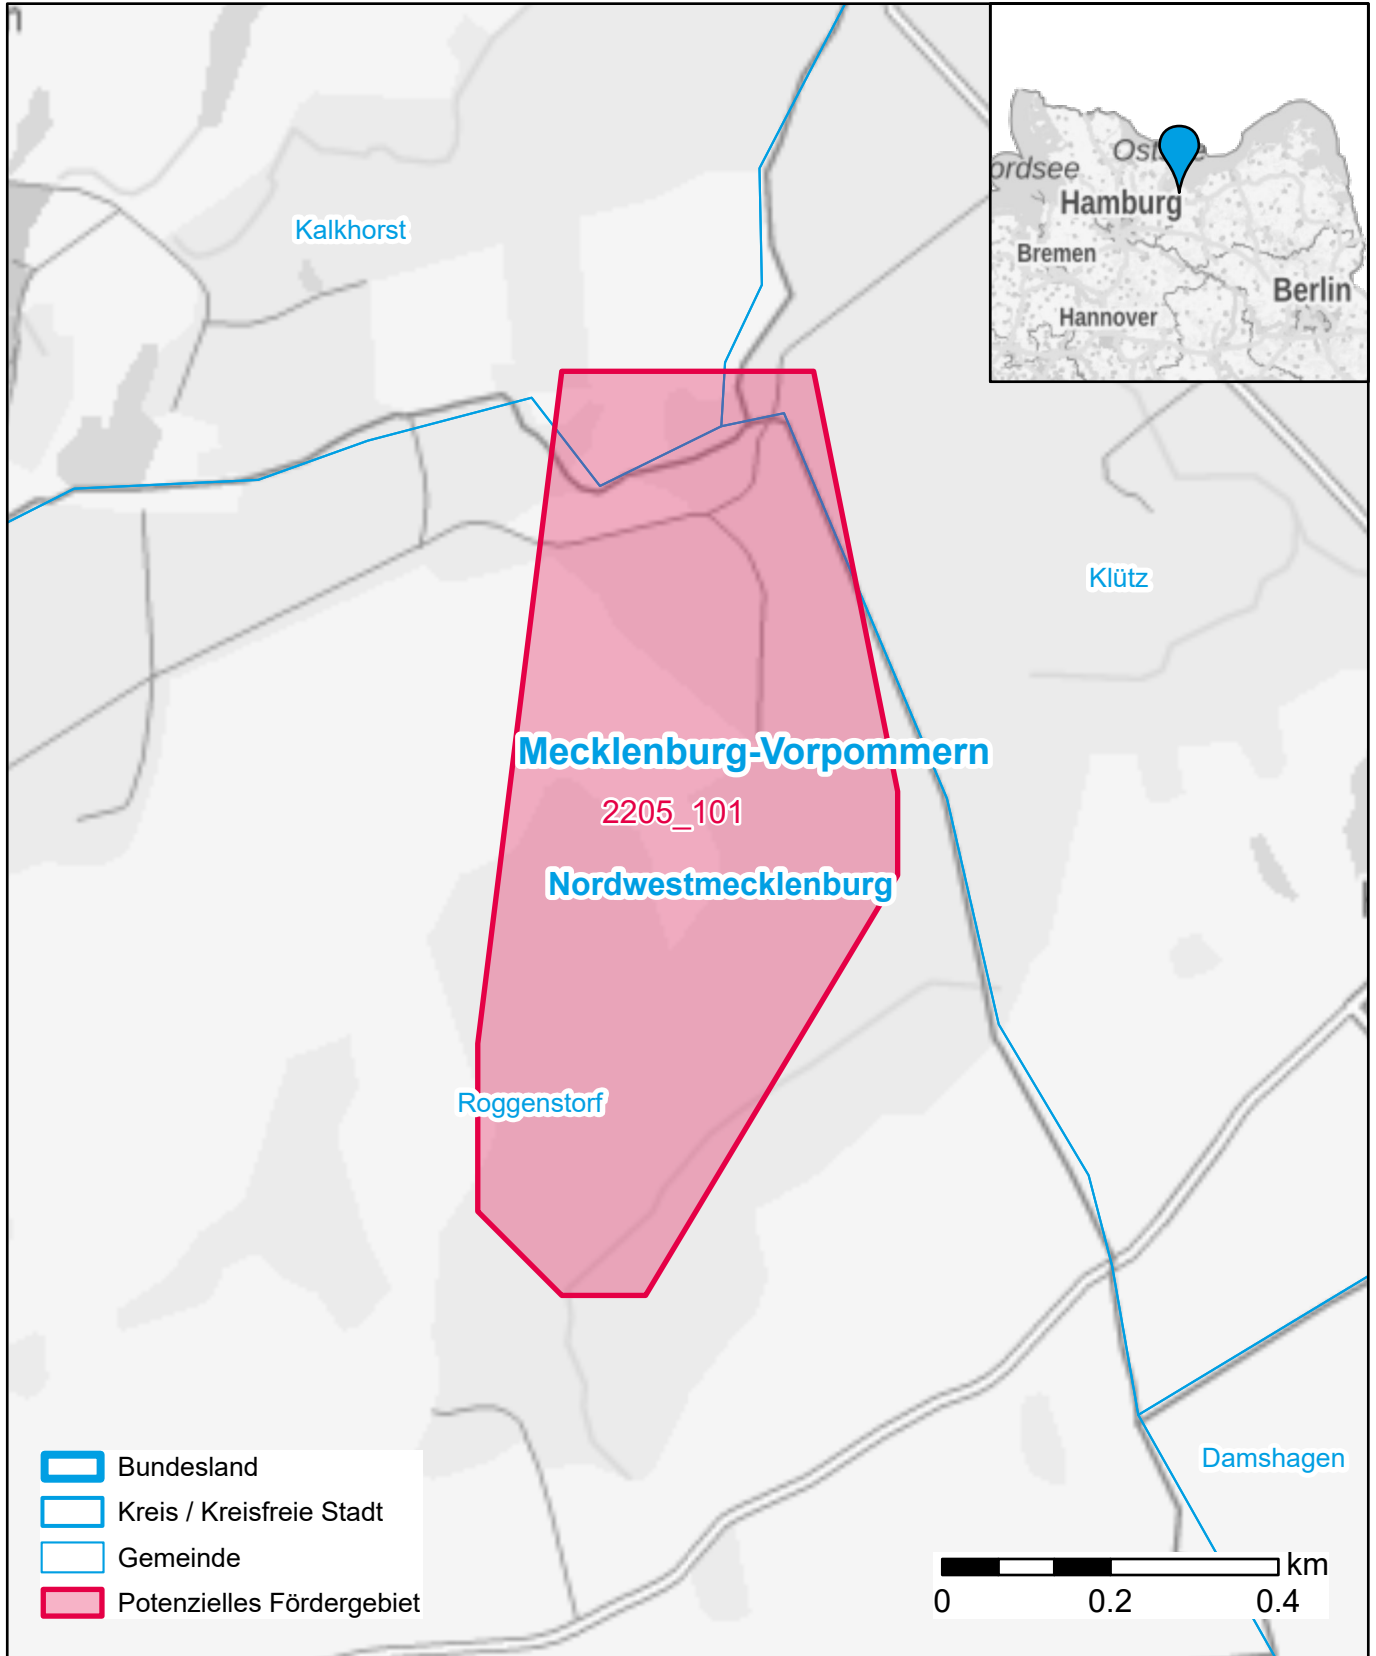 n
Ostsee
ordsee
Hamburg
Bremen
Berlin
Hannover
Kalkhorst
Klütz
Mecklenburg-Vorpommern
2205_101
Nordwestmecklenburg
Roggenstorf
Damshagen
Bundesland
Kreis / Kreisfreie Stadt
Gemeinde
Potenzielles Fördergebiet
km
0 0.2 0.4